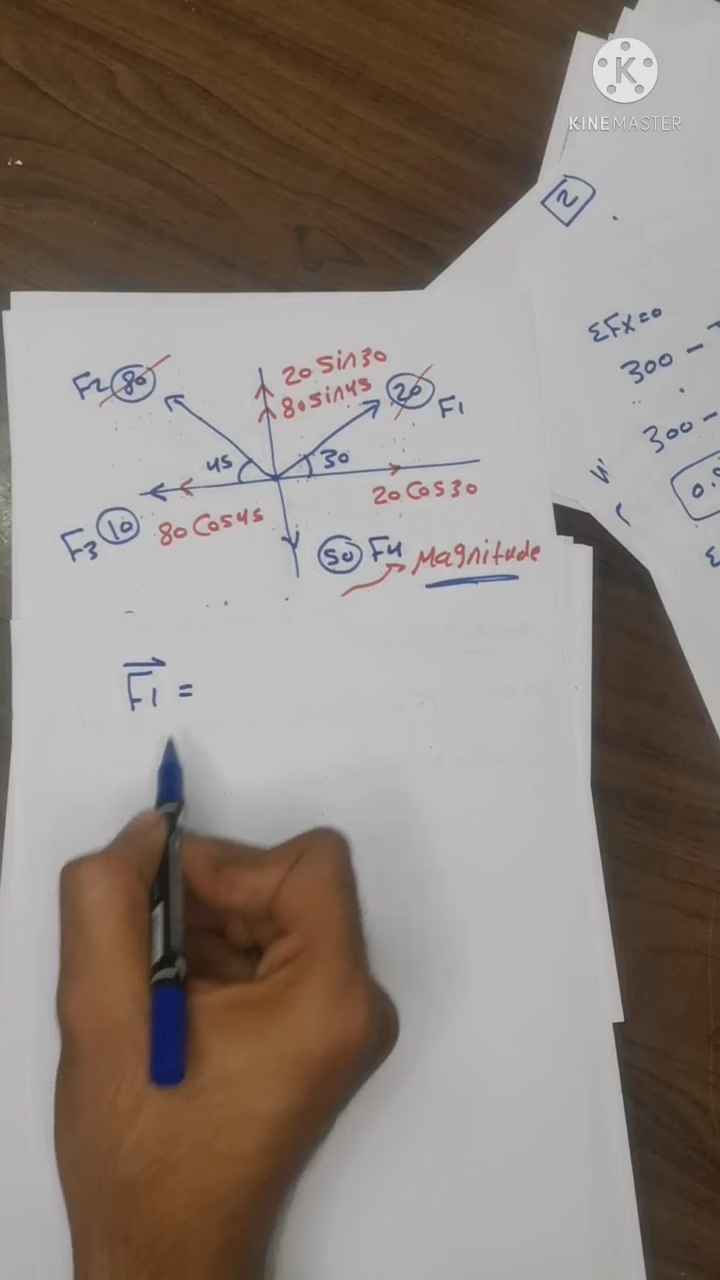 KINEMASTER
2
ΣFx=0
300 -
300 -
F2 80
20 Sin30
80 Sin45
20 F1
45
30
F3 10
80 Cos45
20 Cos30
50 F4 Magnitude
F1 =